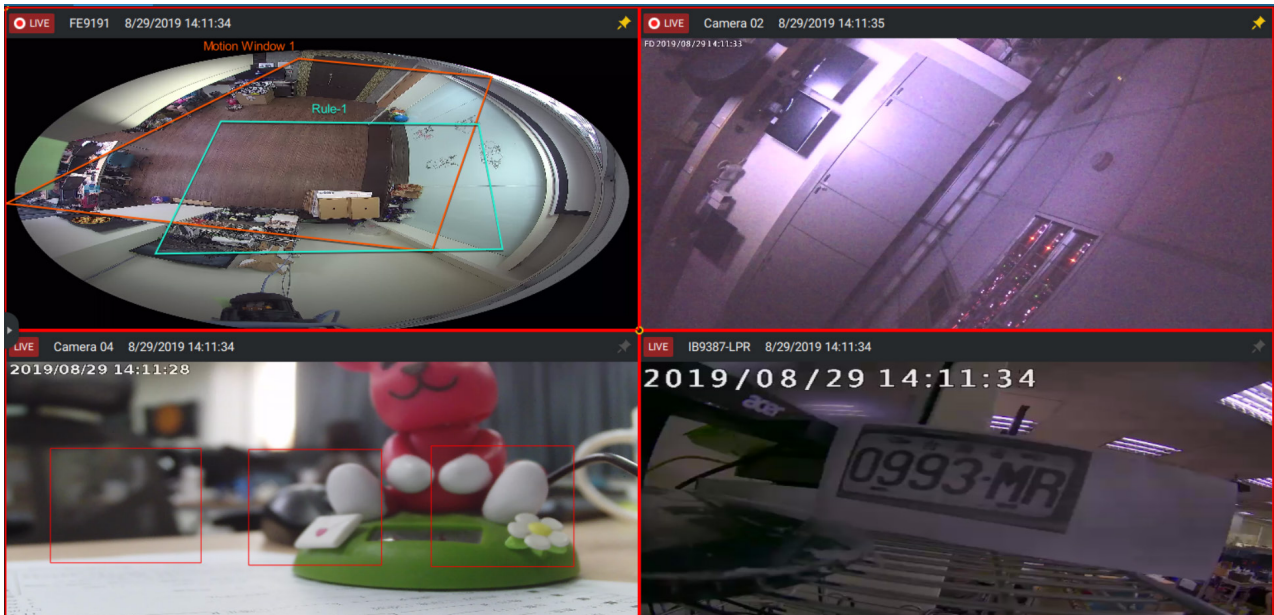 LIVE FE9191 8/29/2019 14:11:34
Motion Window 1
Rule-1
LIVE Camera 02 8/29/2019 14:11:35
FD 2019/08/29 14:11:33
LIVE Camera 04 8/29/2019 14:11:34
2019/08/29 14:11:28
LIVE IB9387-LPR 8/29/2019 14:11:34
2019/08/29 14:11:34
acer
0993-MR